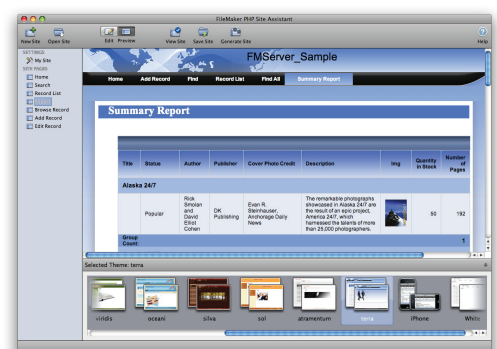 FileMaker PHP Site Assistant
New Site Open Site Edit Preview View Site Save Site Generate Site Help
SETTINGS
My Site
SITE PAGES
Home
Search
Record List
Browse Record
Add Record
Edit Record
FMServer_Sample
Home Add Record Find Record List Find All Summary Report
Summary Report
Title Status Author Publisher Cover Photo Credit Description Img Quantity in Stock Number of Pages
Alaska 24/7
Popular
Rick Smolan and David Elliot Cohen
DK Publishing
Evan R. Steinhauser, Anchorage Daily News
The remarkable photographs showcased in Alaska 24/7 are the result of an epic project, America 24/7, which harnessed the talents of more than 25,000 photographers.
50
192
Group Count: 1
Selected Theme: terra
viridis oceani silva sol atramentum terra iPhone White